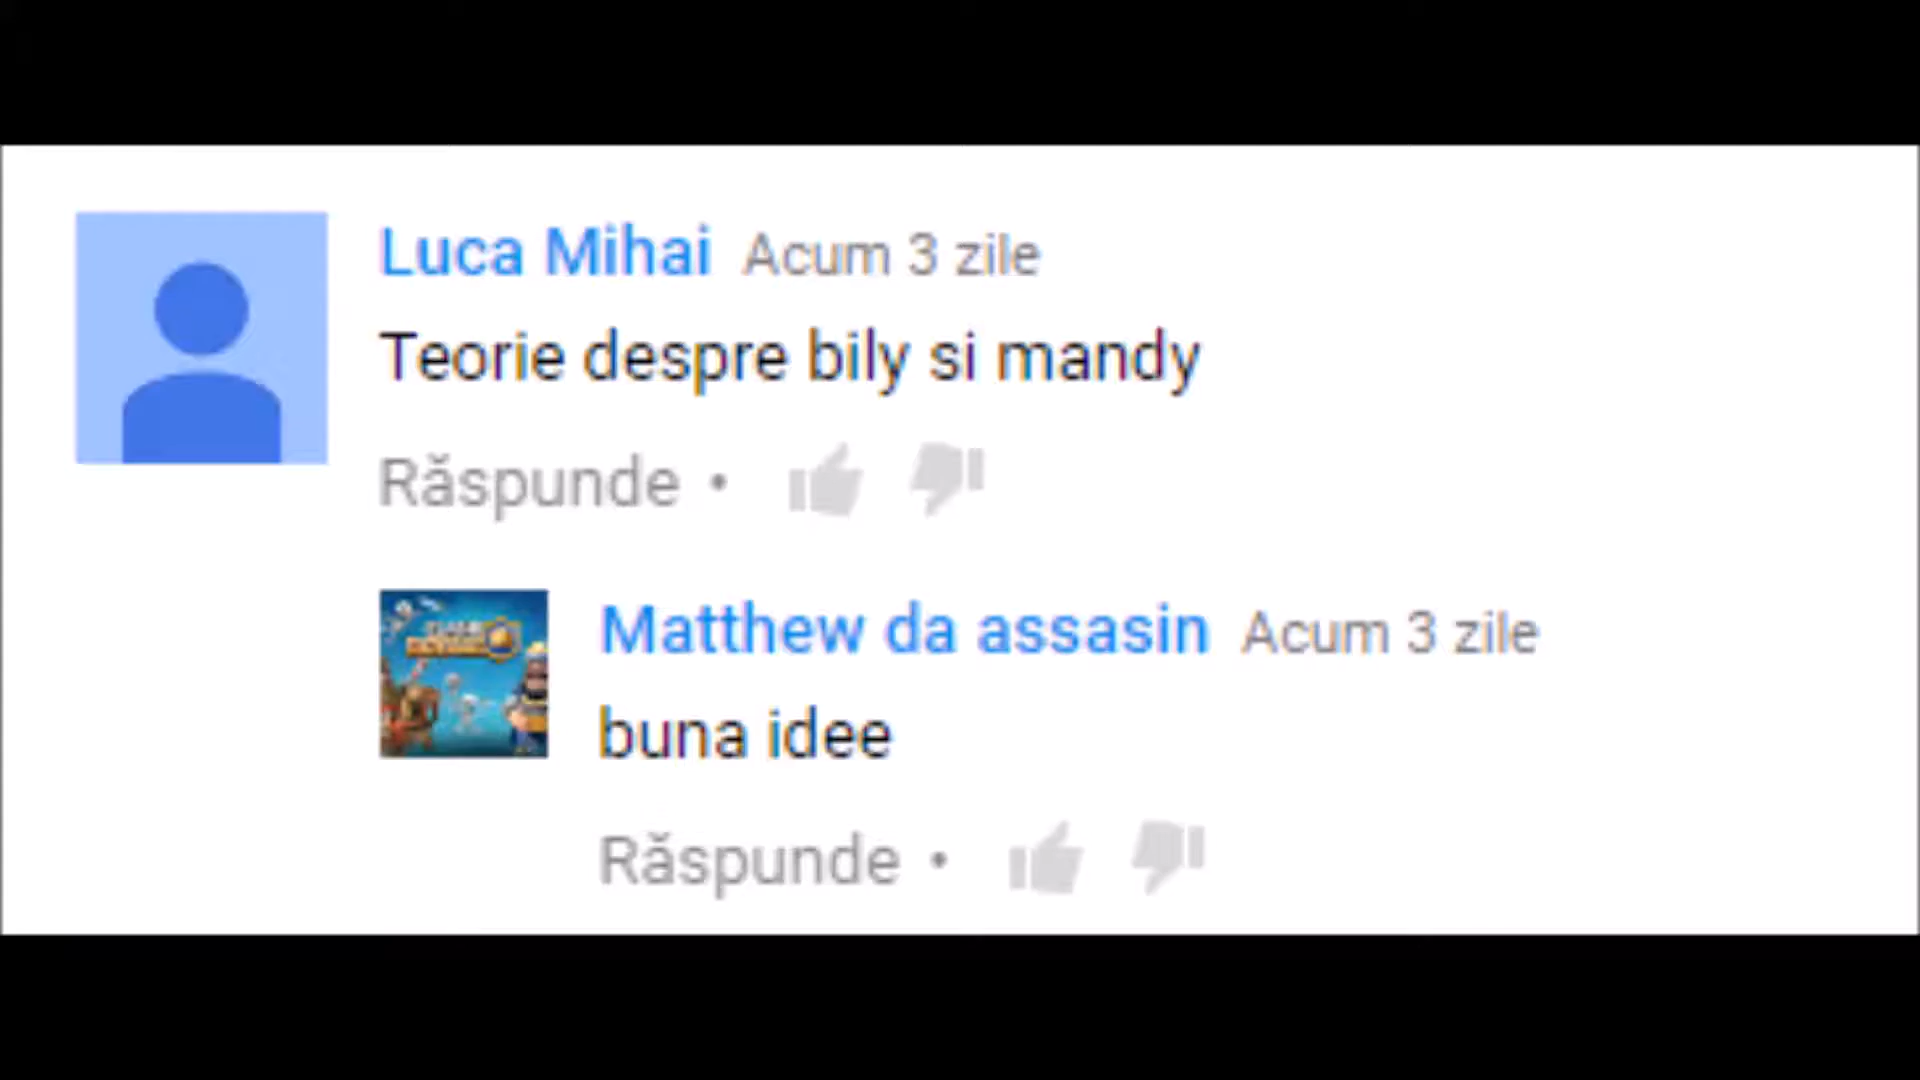 Luca Mihai Acum 3 zile
Teorie despre bily si mandy
Răspunde •
Matthew da assasin Acum 3 zile
buna idee
Răspunde •